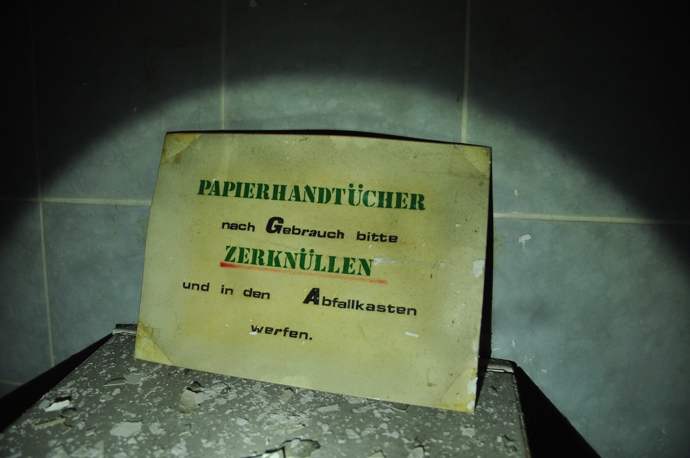 PAPIERHANDTÜCHER
nach Gebrauch bitte
ZERKNÜLLEN
und in den Abfallkasten
werfen.